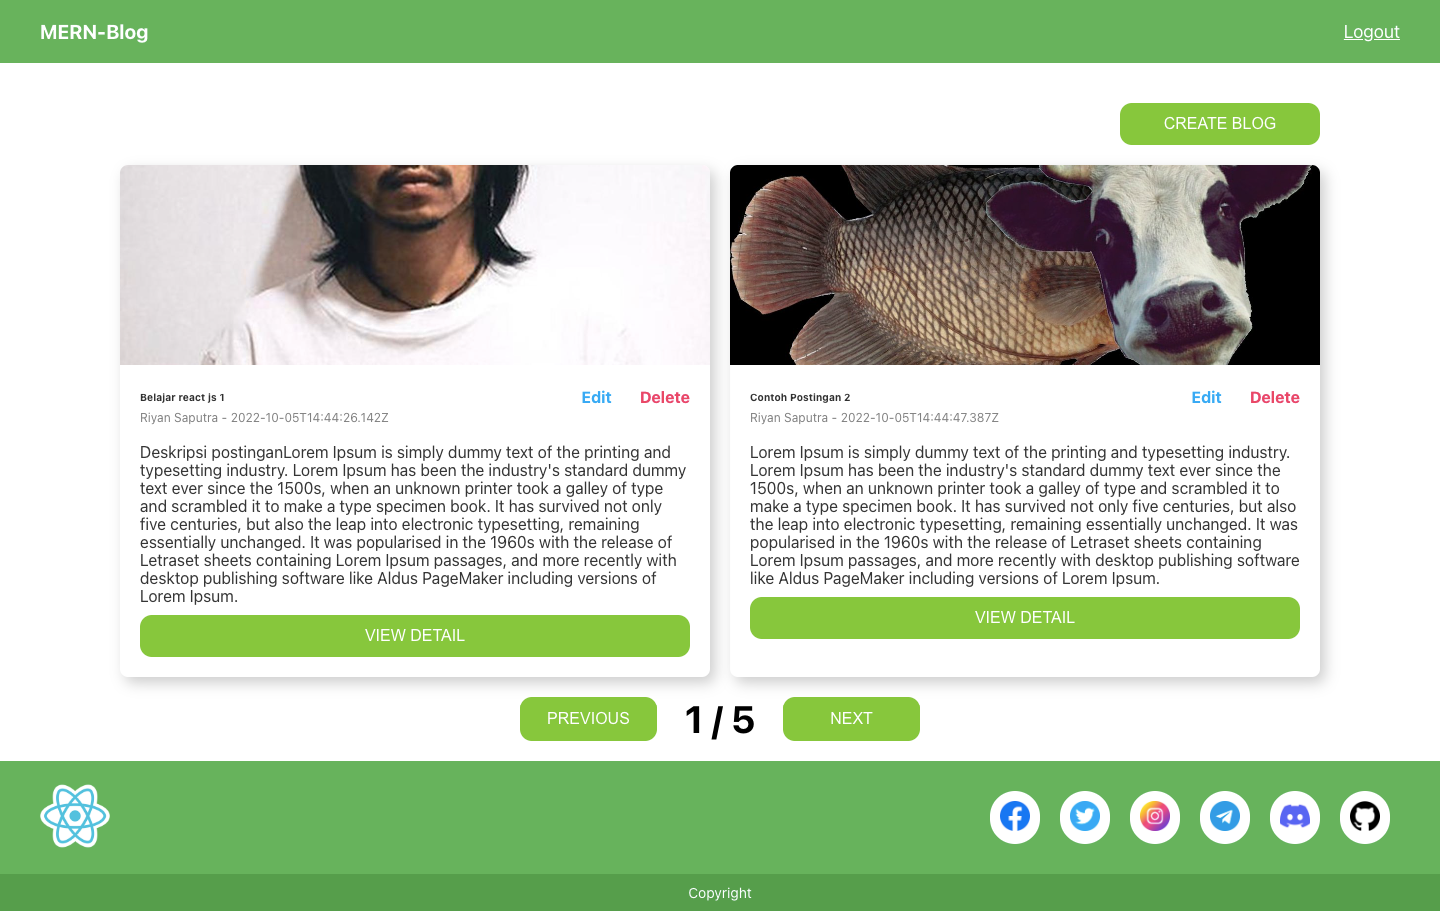 MERN-Blog
Logout
CREATE BLOG
Belajar react js 1
Edit
Delete
Riyan Saputra - 2022-10-05T14:44:26.142Z
Deskripsi postinganLorem Ipsum is simply dummy text of the printing and
typesetting industry. Lorem Ipsum has been the industry's standard dummy
text ever since the 1500s, when an unknown printer took a galley of type
and scrambled it to make a type specimen book. It has survived not only
five centuries, but also the leap into electronic typesetting, remaining
essentially unchanged. It was popularised in the 1960s with the release of
Letraset sheets containing Lorem Ipsum passages, and more recently with
desktop publishing software like Aldus PageMaker including versions of
Lorem Ipsum.
VIEW DETAIL
Contoh Postingan 2
Edit
Delete
Riyan Saputra - 2022-10-05T14:44:47.387Z
Lorem Ipsum is simply dummy text of the printing and typesetting industry.
Lorem Ipsum has been the industry's standard dummy text ever since the
1500s, when an unknown printer took a galley of type and scrambled it to
make a type specimen book. It has survived not only five centuries, but also
the leap into electronic typesetting, remaining essentially unchanged. It was
popularised in the 1960s with the release of Letraset sheets containing
Lorem Ipsum passages, and more recently with desktop publishing software
like Aldus PageMaker including versions of Lorem Ipsum.
VIEW DETAIL
PREVIOUS
1 / 5
NEXT
Copyright